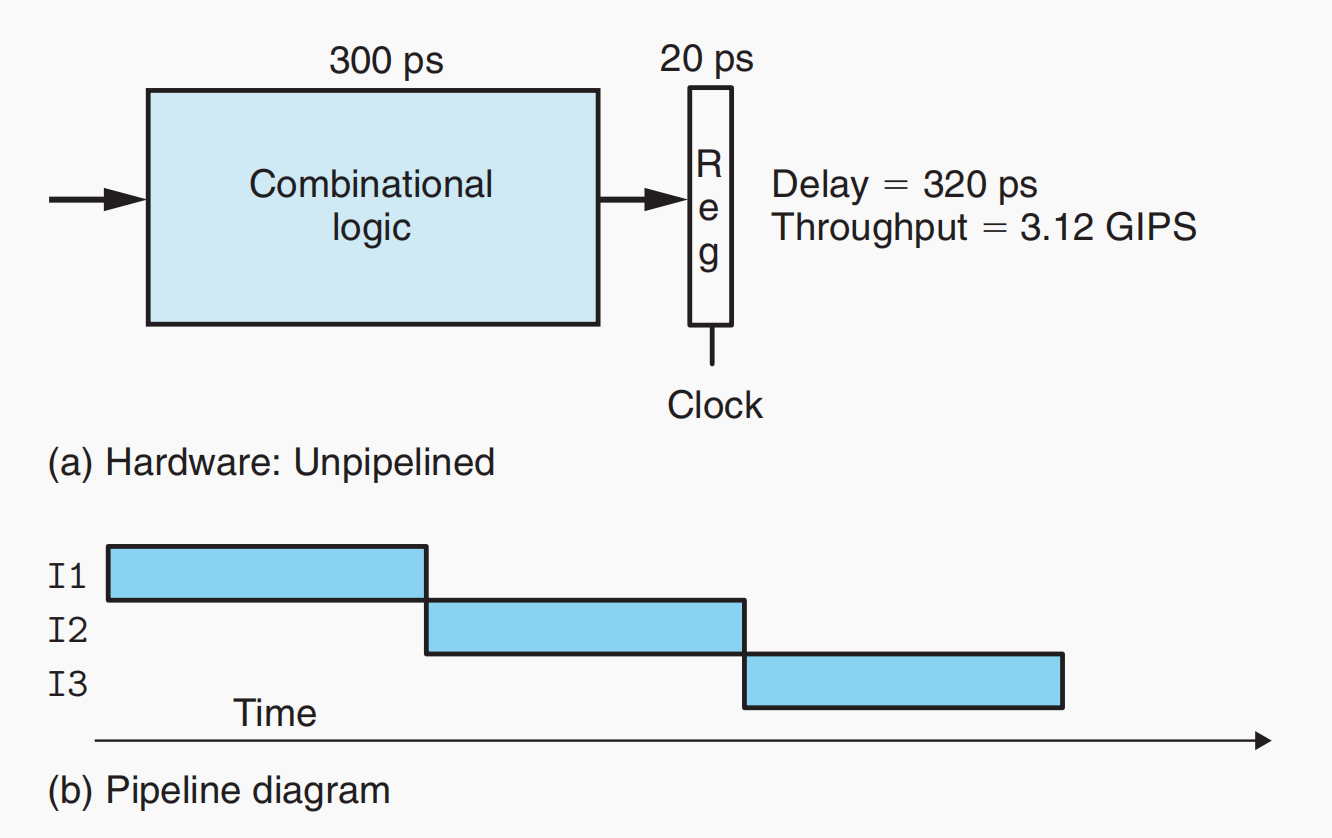 300 ps
20 ps
Combinational
logic
Reg
Delay = 320 ps
Throughput = 3.12 GIPS
Clock
(a) Hardware: Unpipelined
I1
I2
I3
Time
(b) Pipeline diagram